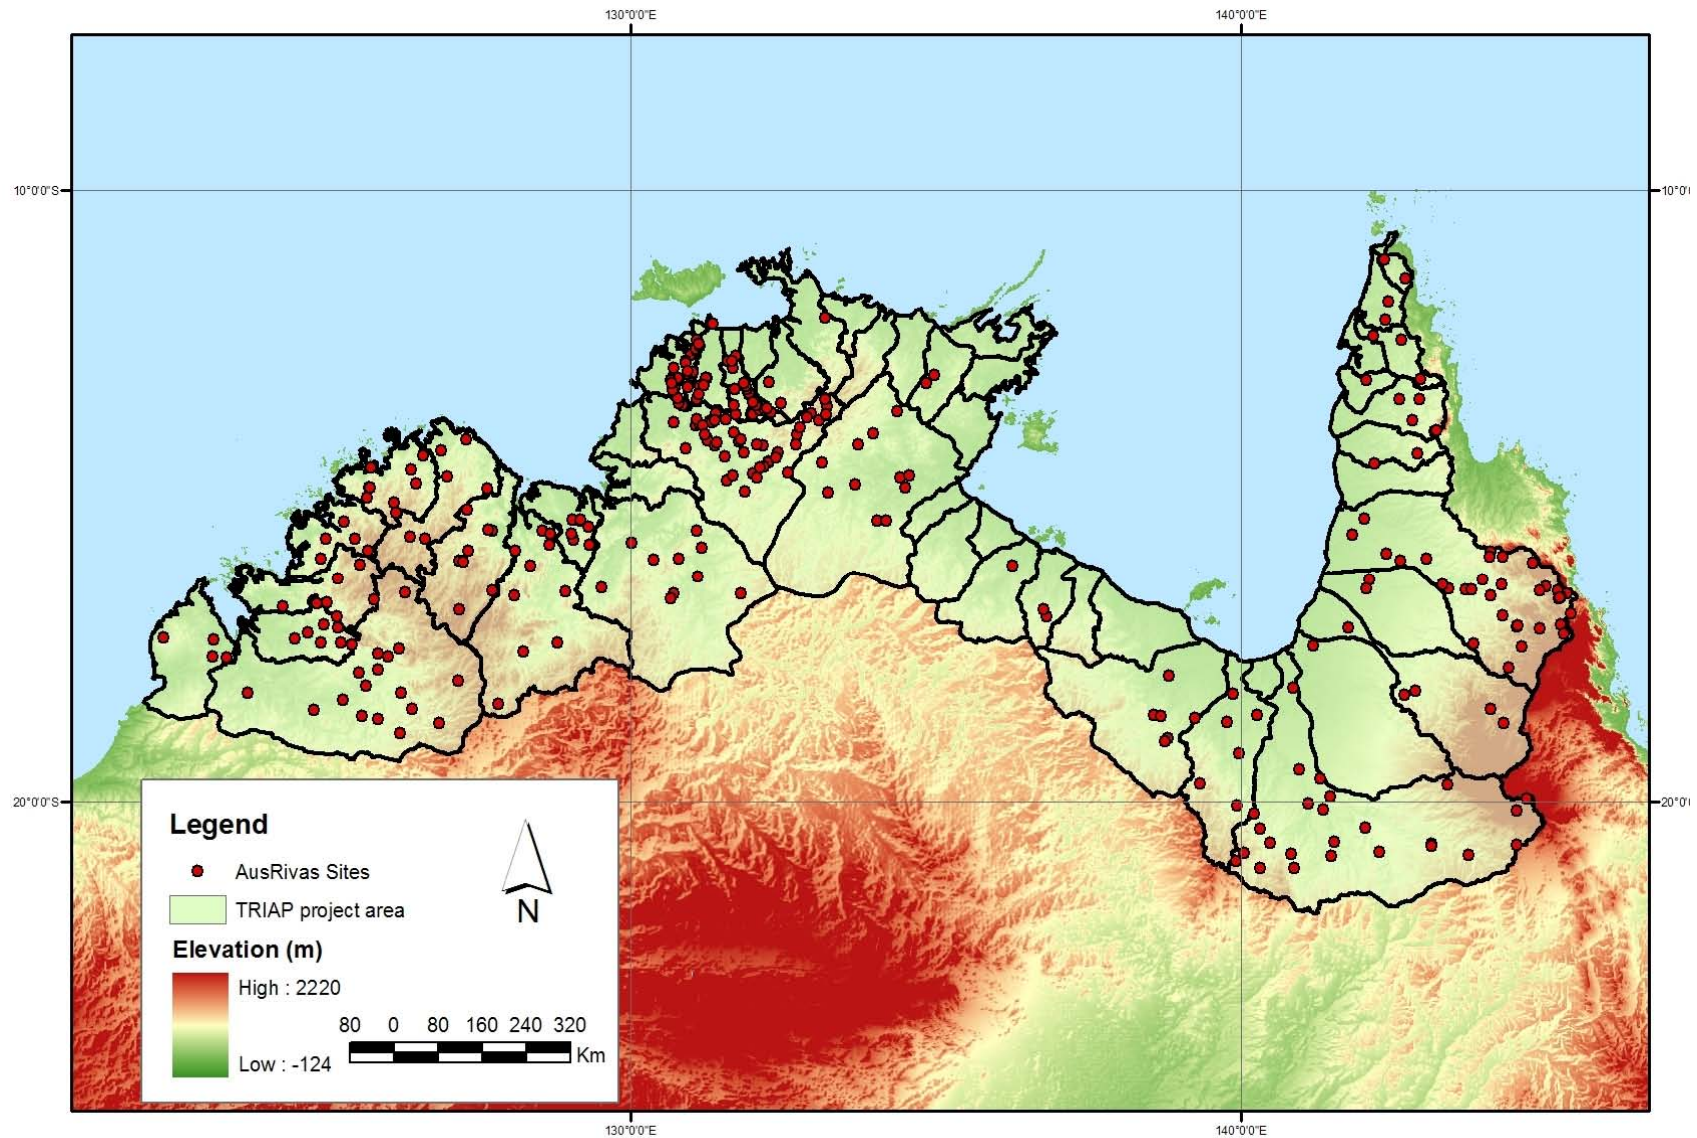 130°0'0"E 140°0'0"E
10°0'0"S 10°0'
20°0'0"S 20°0'
Legend
AusRivas Sites
TRIAP project area
Elevation (m)
High : 2220
Low : -124
N
80 0 80 160 240 320
Km
130°0'0"E 140°0'0"E